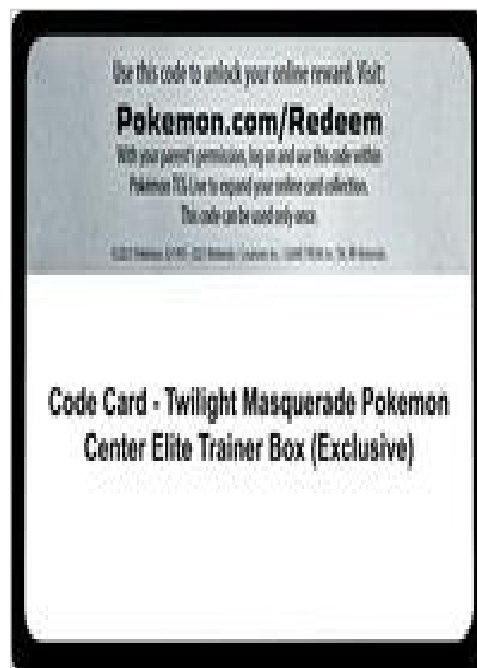 Use this code to unlock your online reward. Visit:
Pokemon.com/Redeem
With your parent's permission, log on and use this code within
Pokémon TCG Live to expand your online card collection.
This code can be used only once.
Code Card - Twilight Masquerade Pokemon
Center Elite Trainer Box (Exclusive)